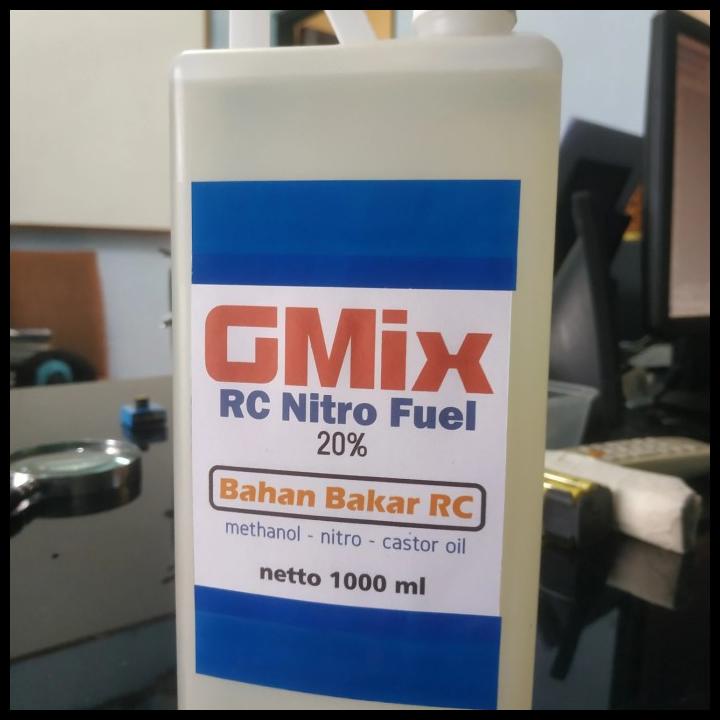 GMix
RC Nitro Fuel
20%
Bahan Bakar RC
methanol - nitro - castor oil
netto 1000 ml